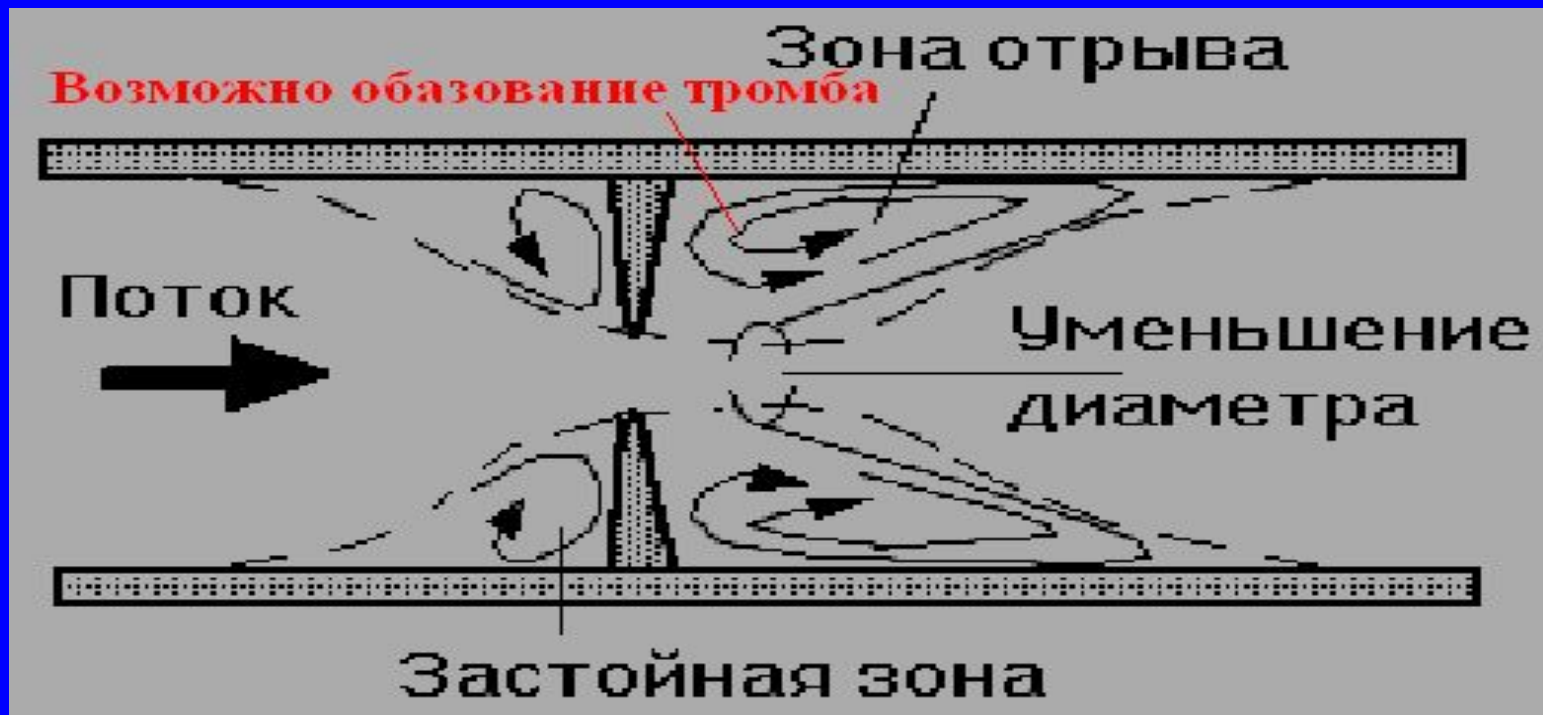 Зона отрыва
Возможно обазование тромба
Поток
Уменьшение
диаметра
Застойная зона